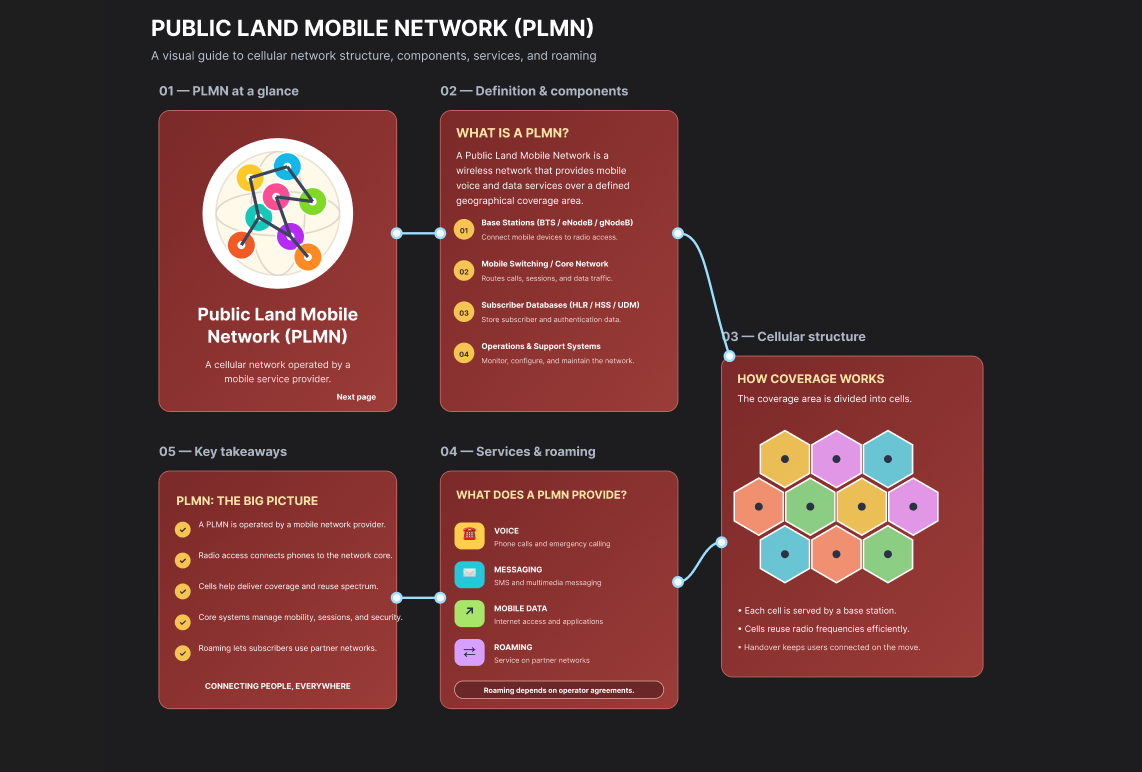 PUBLIC LAND MOBILE NETWORK (PLMN)
A visual guide to cellular network structure, components, services, and roaming
01 — PLMN at a glance
Public Land Mobile
Network (PLMN)
A cellular network operated by a
mobile service provider.
Next page
02 — Definition & components
WHAT IS A PLMN?
A Public Land Mobile Network is a
wireless network that provides mobile
voice and data services over a defined
geographical coverage area.
01
Base Stations (BTS / eNodeB / gNodeB)
Connect mobile devices to radio access.
02
Mobile Switching / Core Network
Routes calls, sessions, and data traffic.
03
Subscriber Databases (HLR / HSS / UDM)
Store subscriber and authentication data.
04
Operations & Support Systems
Monitor, configure, and maintain the network.
03 — Cellular structure
HOW COVERAGE WORKS
The coverage area is divided into cells.
• Each cell is served by a base station.
• Cells reuse radio frequencies efficiently.
• Handover keeps users connected on the move.
04 — Services & roaming
WHAT DOES A PLMN PROVIDE?
VOICE
Phone calls and emergency calling
MESSAGING
SMS and multimedia messaging
MOBILE DATA
Internet access and applications
ROAMING
Service on partner networks
Roaming depends on operator agreements.
05 — Key takeaways
PLMN: THE BIG PICTURE
A PLMN is operated by a mobile network provider.
Radio access connects phones to the network core.
Cells help deliver coverage and reuse spectrum.
Core systems manage mobility, sessions, and security.
Roaming lets subscribers use partner networks.
CONNECTING PEOPLE, EVERYWHERE